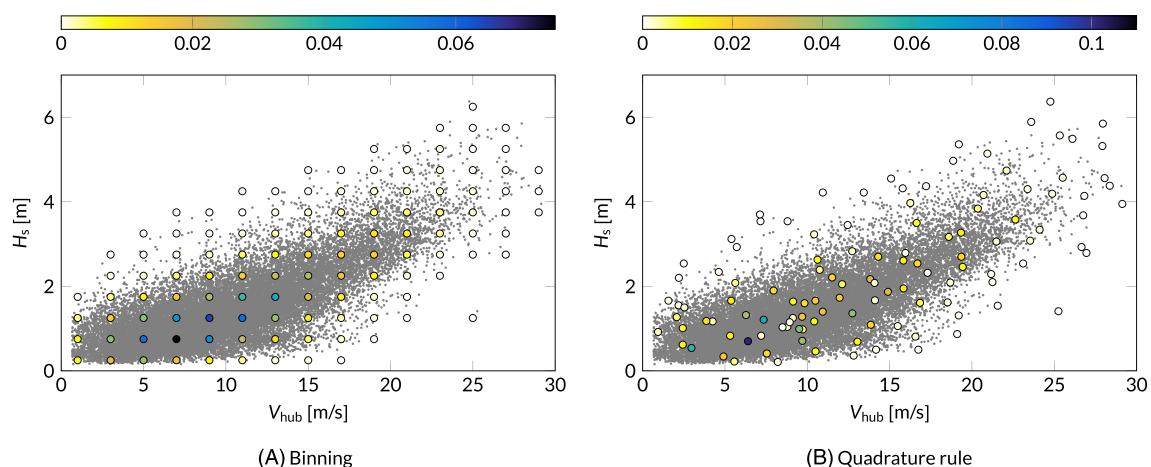 0 0.02 0.04 0.06
0 0.02 0.04 0.06 0.08 0.1
6
4
2
0
Hs [m]
0 5 10 15 20 25 30
Vhub [m/s]
(A) Binning
6
4
2
0
Hs [m]
0 5 10 15 20 25 30
Vhub [m/s]
(B) Quadrature rule